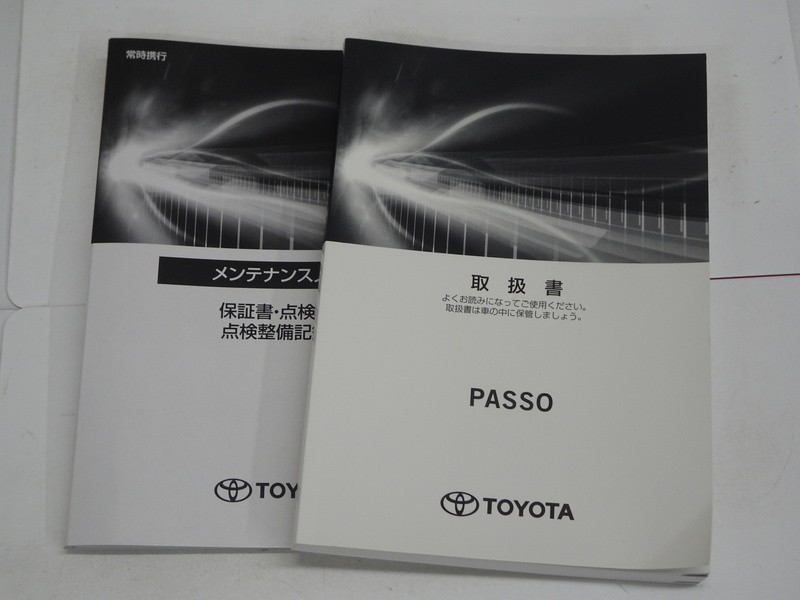 常時携行
メンテナンス
保証書・点検
点検整備記
TOY
取扱書
よくお読みになってご使用ください。
取扱書は車の中に保管しましょう。
PASSO
TOYOTA